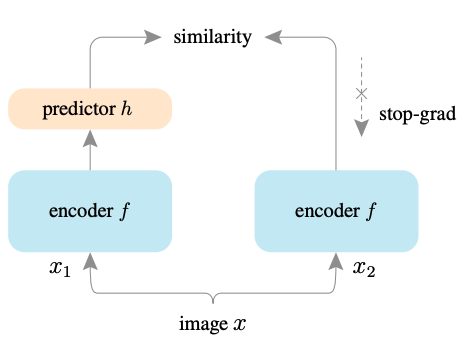 similarity
predictor h
stop-grad
encoder f
encoder f
x₁
x₂
image x